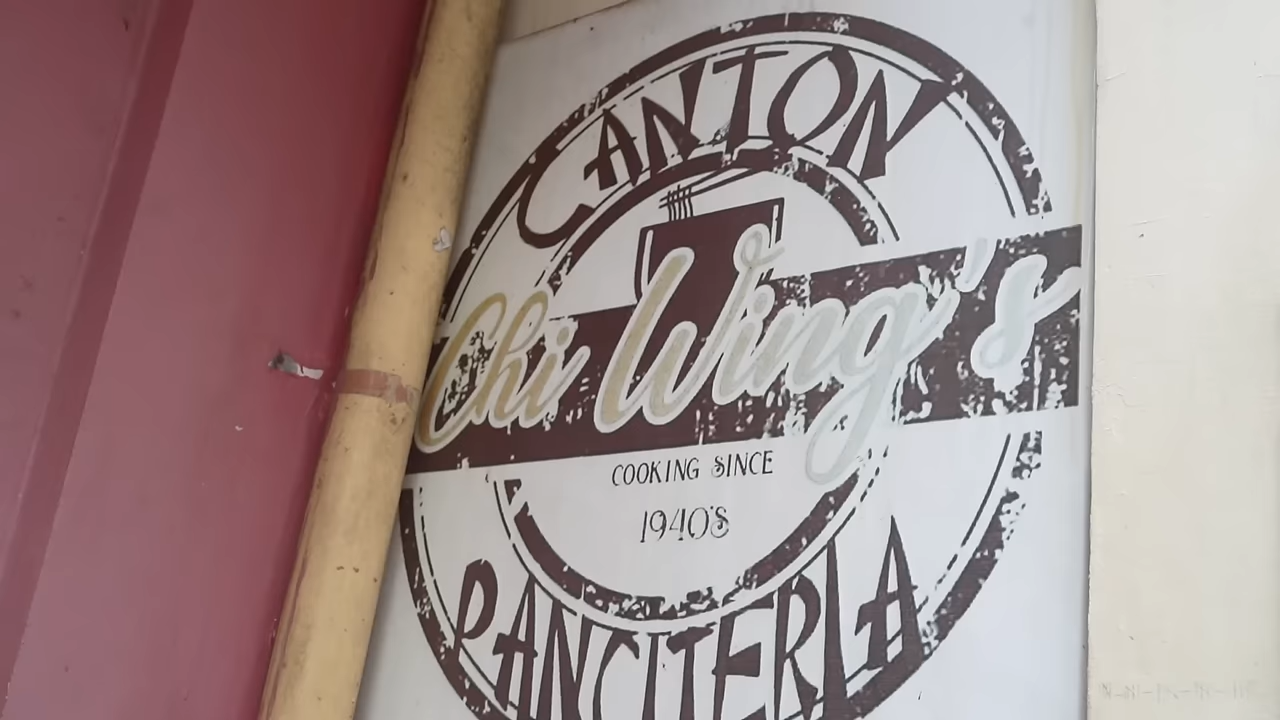 CANTON
Chi Wing's
COOKING SINCE
1940'S
PANCITERIA